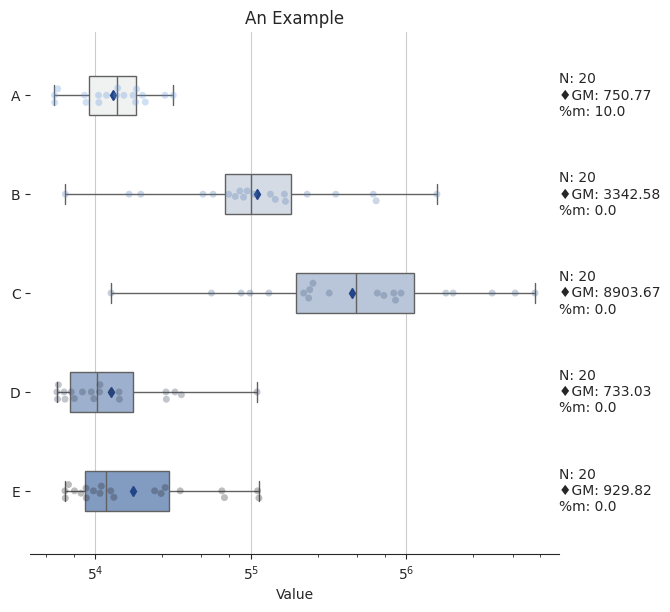 An Example
A
N: 20
♦GM: 750.77
%m: 10.0
B
N: 20
♦GM: 3342.58
%m: 0.0
C
N: 20
♦GM: 8903.67
%m: 0.0
D
N: 20
♦GM: 733.03
%m: 0.0
E
N: 20
♦GM: 929.82
%m: 0.0
5⁴ 5⁵ 5⁶
Value